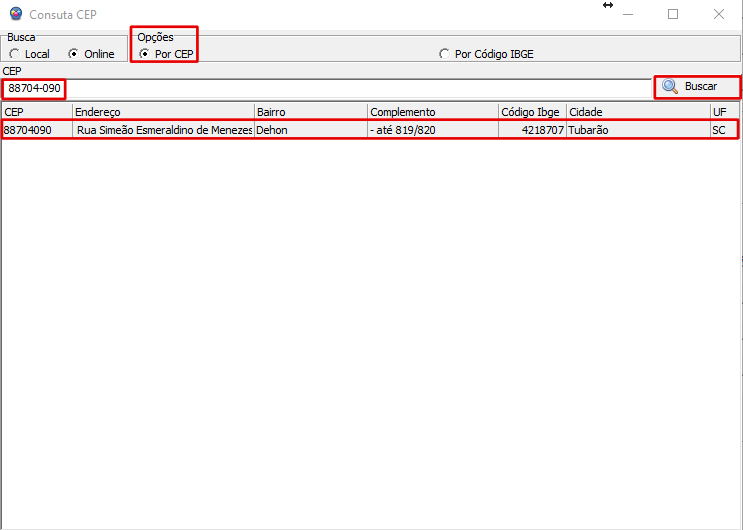 Consuta CEP
Busca Opções
Local Online Por CEP Por Código IBGE
CEP
88704-090 Buscar
CEP Endereço Bairro Complemento Código Ibge Cidade UF
88704090 Rua Simeão Esmeraldino de Menezes Dehon - até 819/820 4218707 Tubarão SC